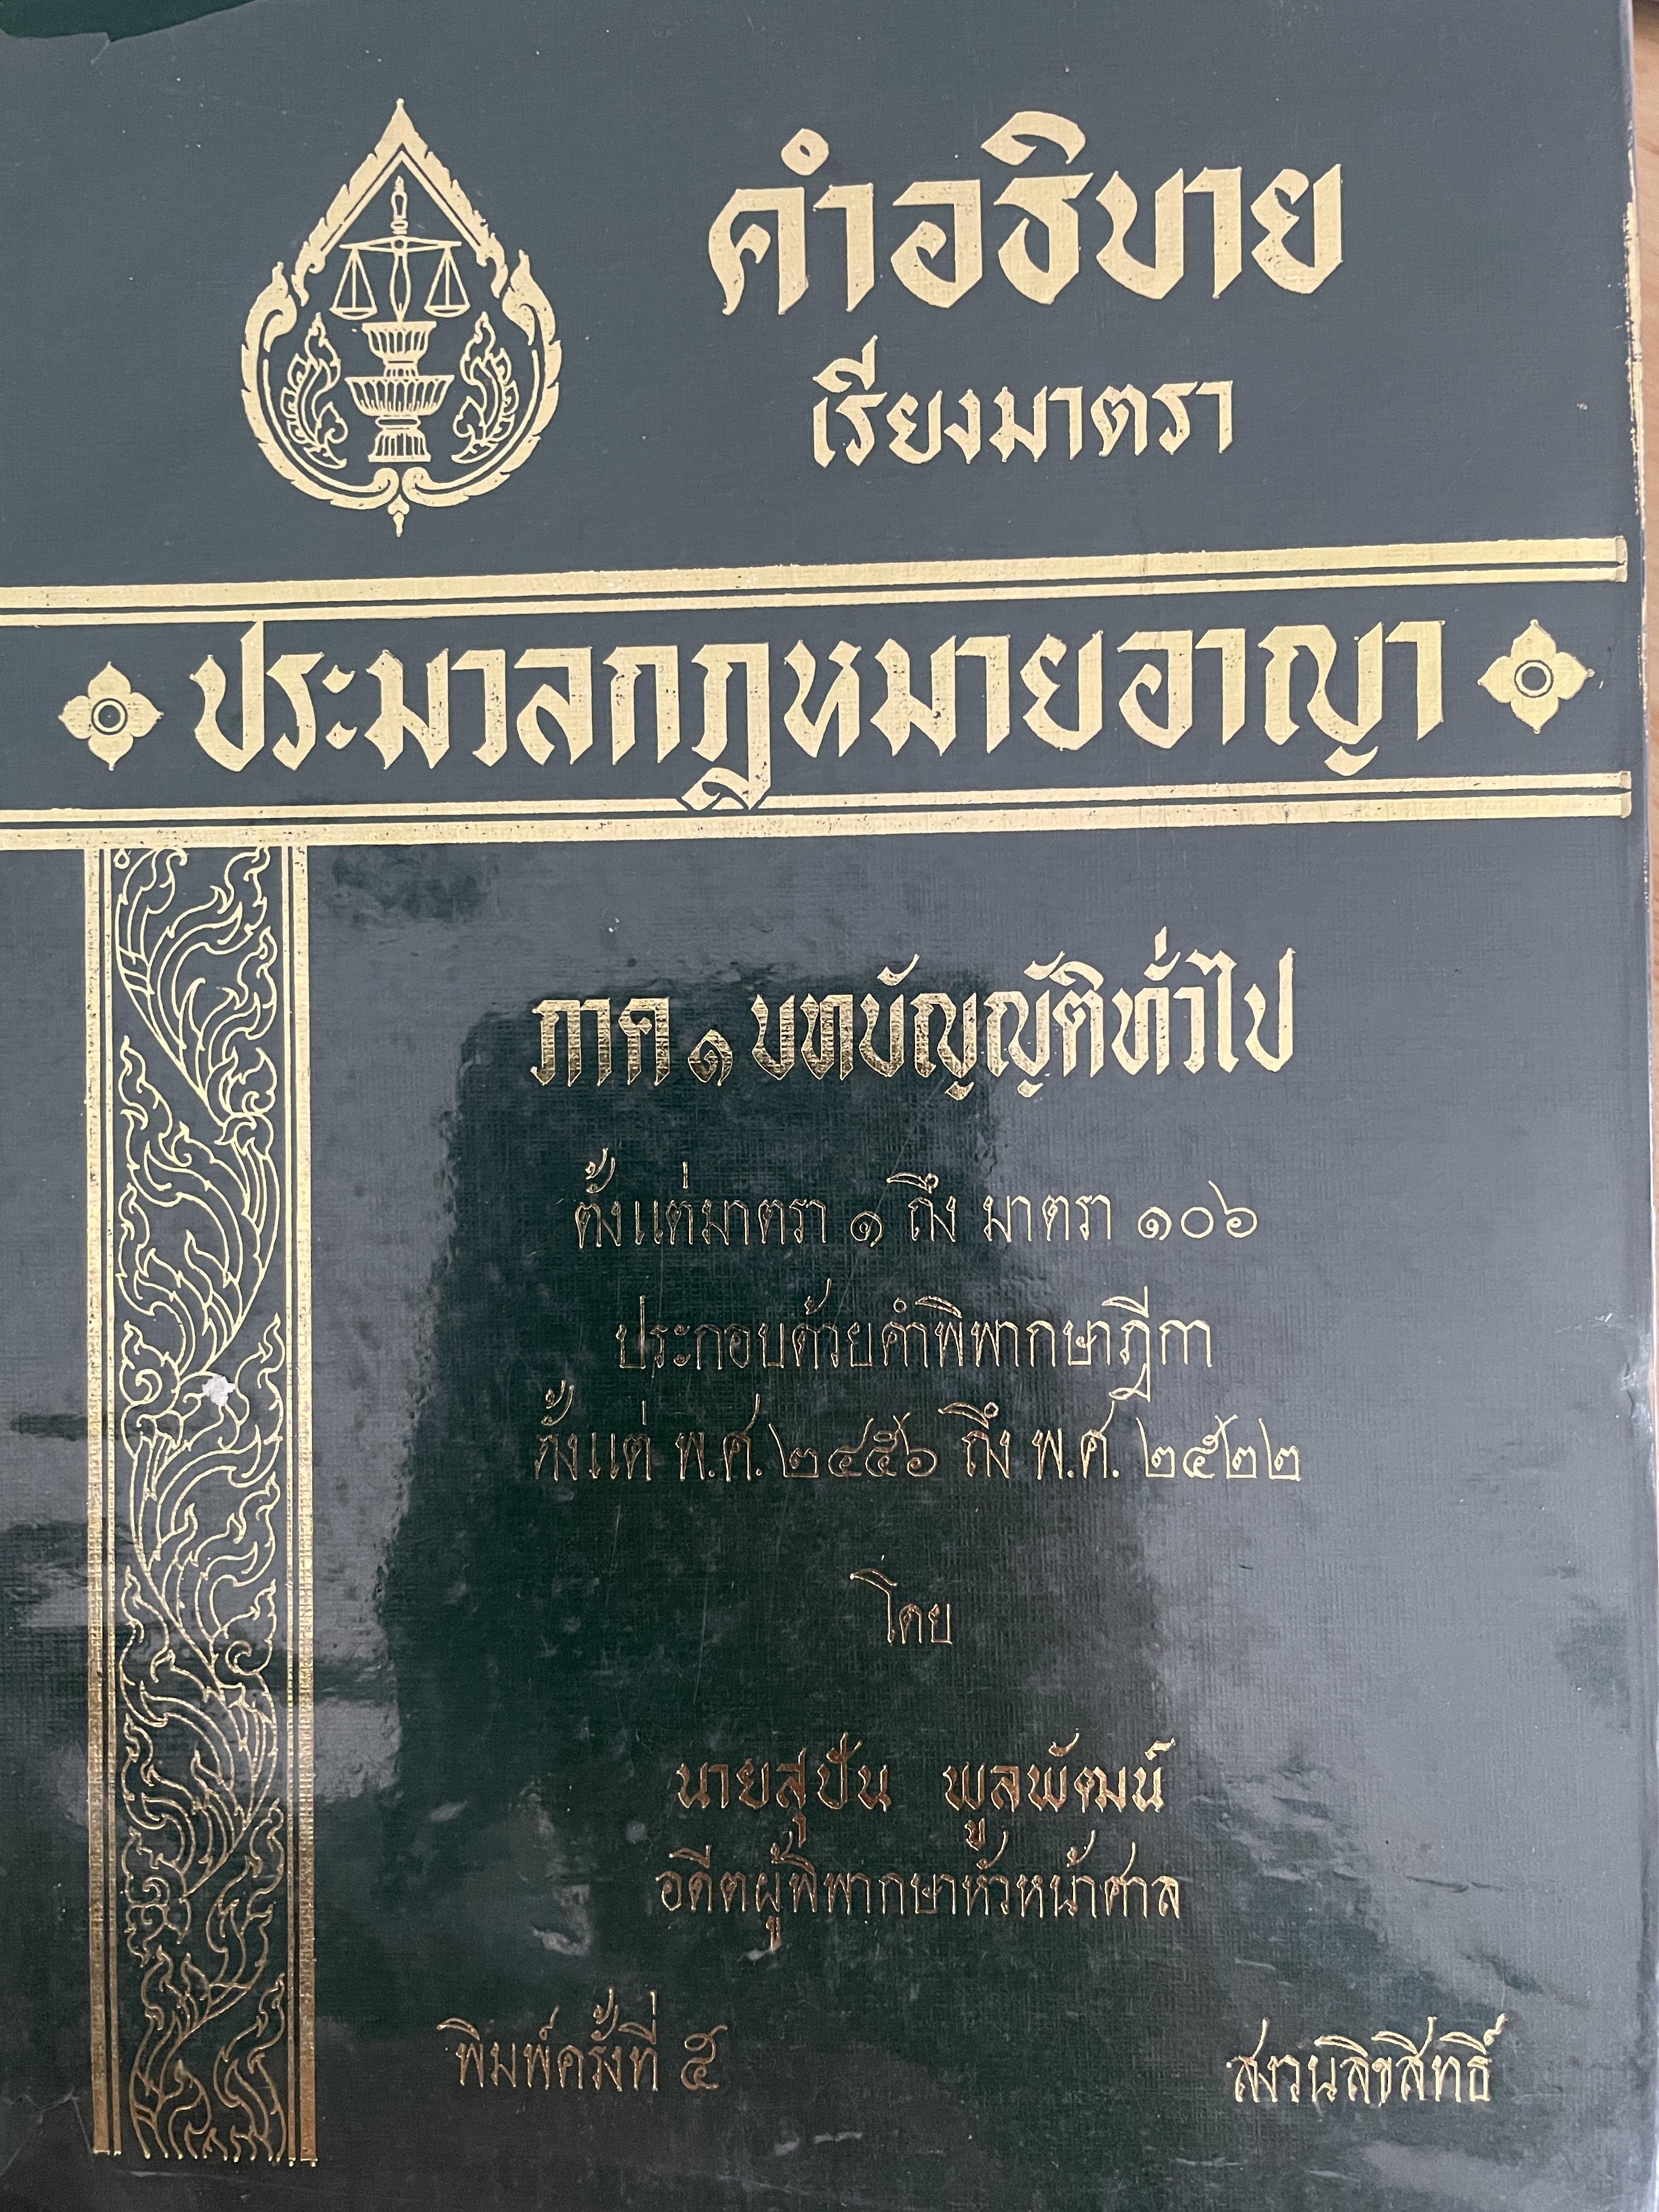 คำอธิบาย
เรียงมาตรา
ประมวลกฎหมายอาญา
ภาค ๑ บทบัญญัติทั่วไป
ตั้งแต่มาตรา ๑ ถึง มาตรา ๑๐๖
ประกอบด้วยคำพิพากษาฎีกา
ตั้งแต่ พ.ศ. ๒๔๕๖ ถึง พ.ศ. ๒๕๒๒
โดย
นายสุปัน พูลพัฒน์
อดีตผู้พิพากษาหัวหน้าศาล
พิมพ์ครั้งที่ ๕ สงวนลิขสิทธิ์